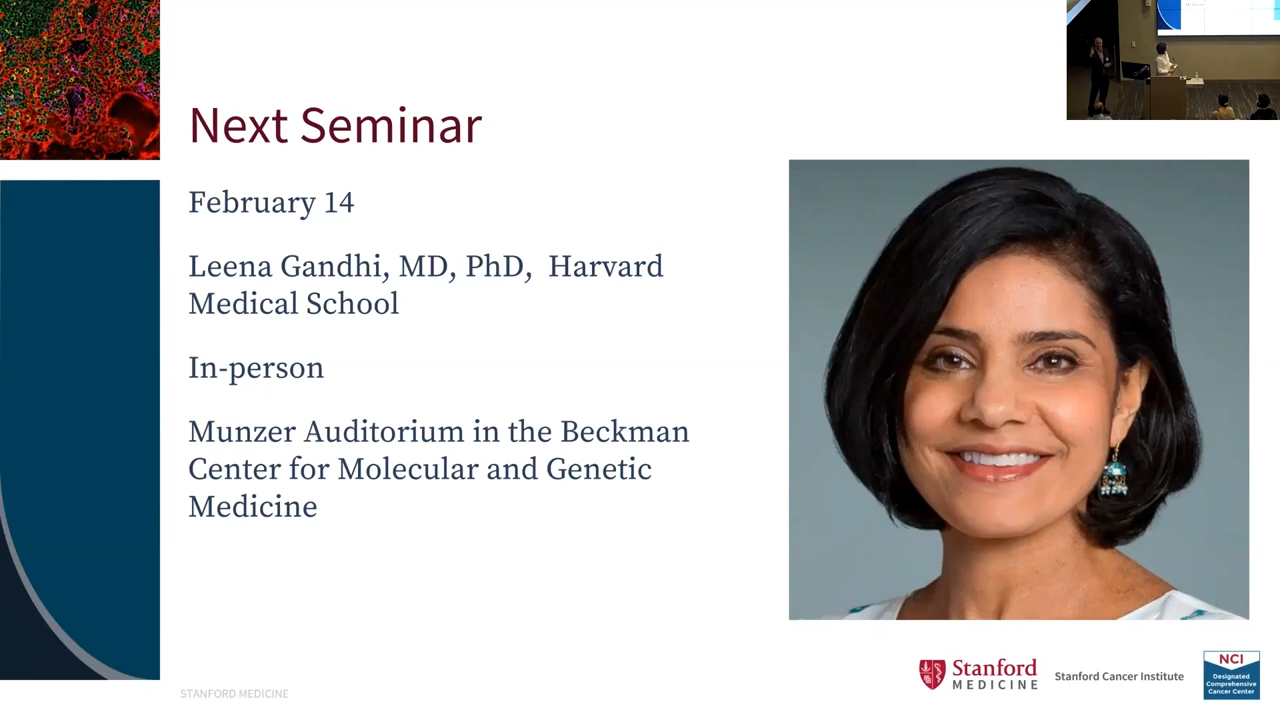 Next Seminar
February 14
Leena Gandhi, MD, PhD,  Harvard
Medical School
In-person
Munzer Auditorium in the Beckman
Center for Molecular and Genetic
Medicine
Stanford
MEDICINE
Stanford Cancer Institute
NCI
Designated
Comprehensive
Cancer Center
STANFORD MEDICINE